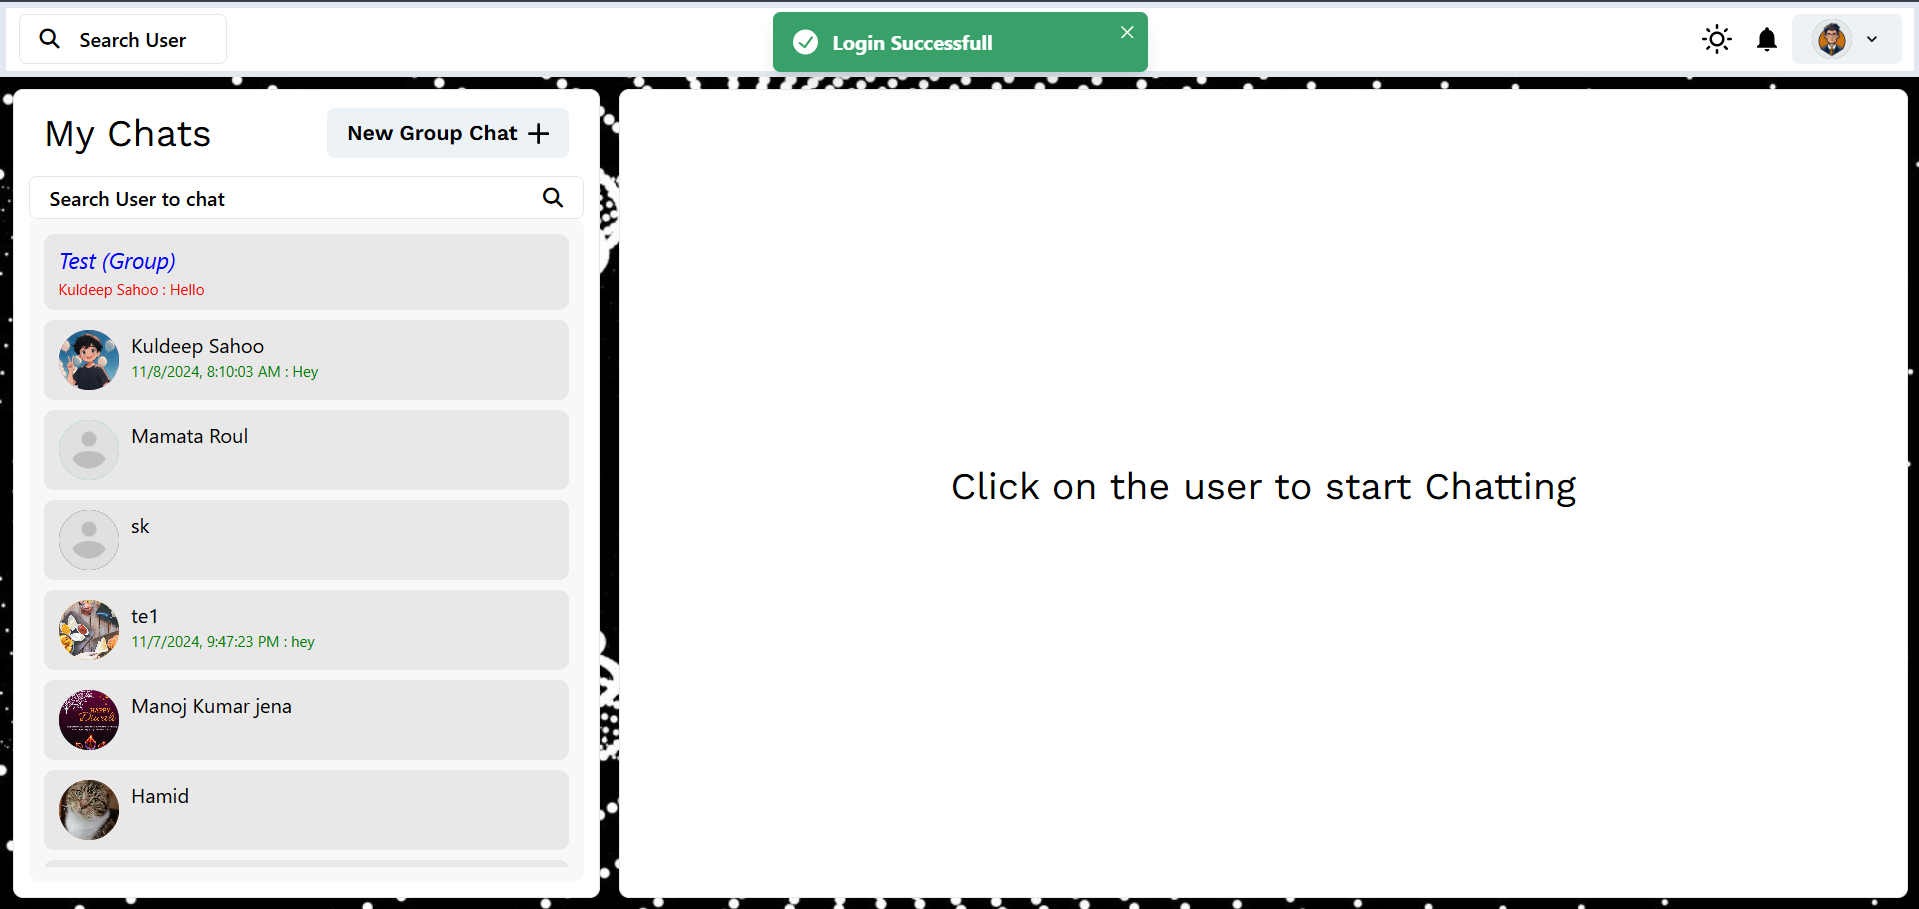 Search User
Login Successfull
My Chats
New Group Chat
Search User to chat
Test (Group)
Kuldeep Sahoo : Hello
Kuldeep Sahoo
11/8/2024, 8:10:03 AM : Hey
Mamata Roul
sk
te1
11/7/2024, 9:47:23 PM : hey
HAPPY
Diwali
Manoj Kumar jena
Hamid
Click on the user to start Chatting